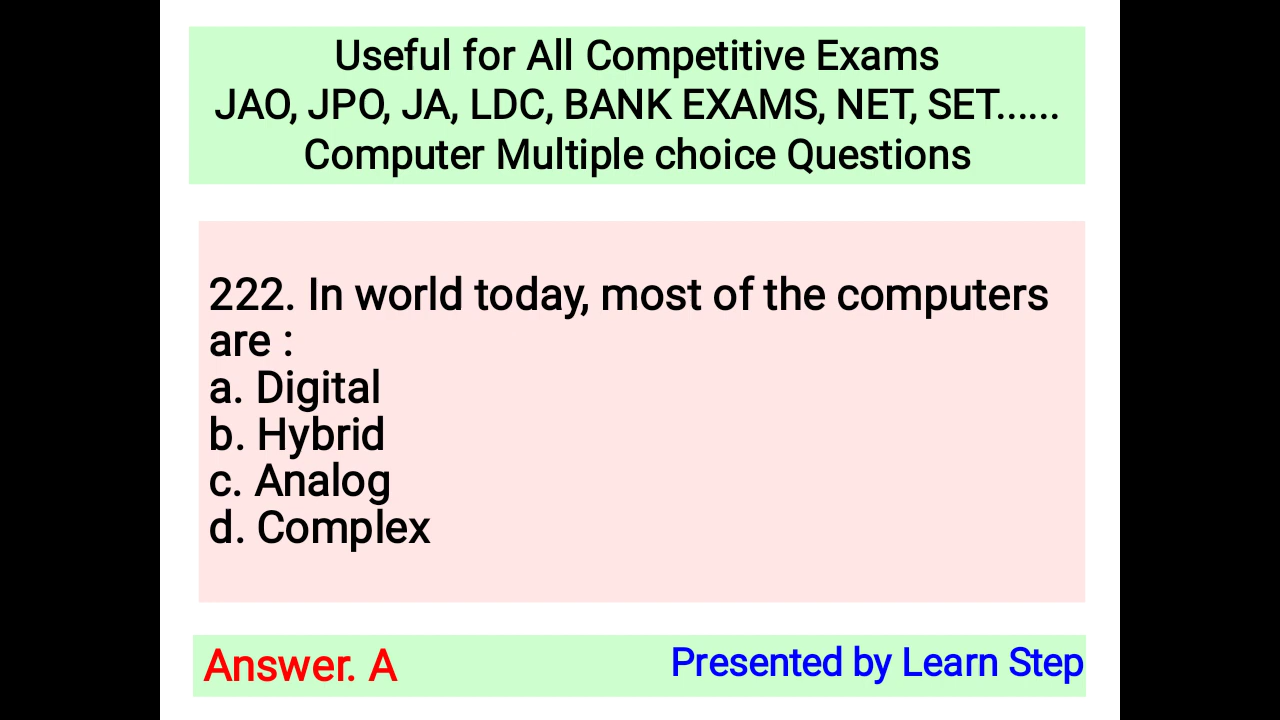 Useful for All Competitive Exams
JAO, JPO, JA, LDC, BANK EXAMS, NET, SET......
Computer Multiple choice Questions
222. In world today, most of the computers
are :
a. Digital
b. Hybrid
c. Analog
d. Complex
Answer. A
Presented by Learn Step